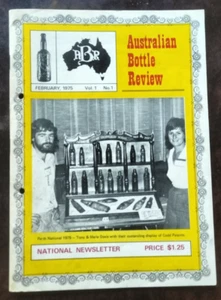 ABR
Australian
Bottle
Review
FEBRUARY, 1975 Vol. 1 No. 1
NATIONAL NEWSLETTER PRICE $1.25